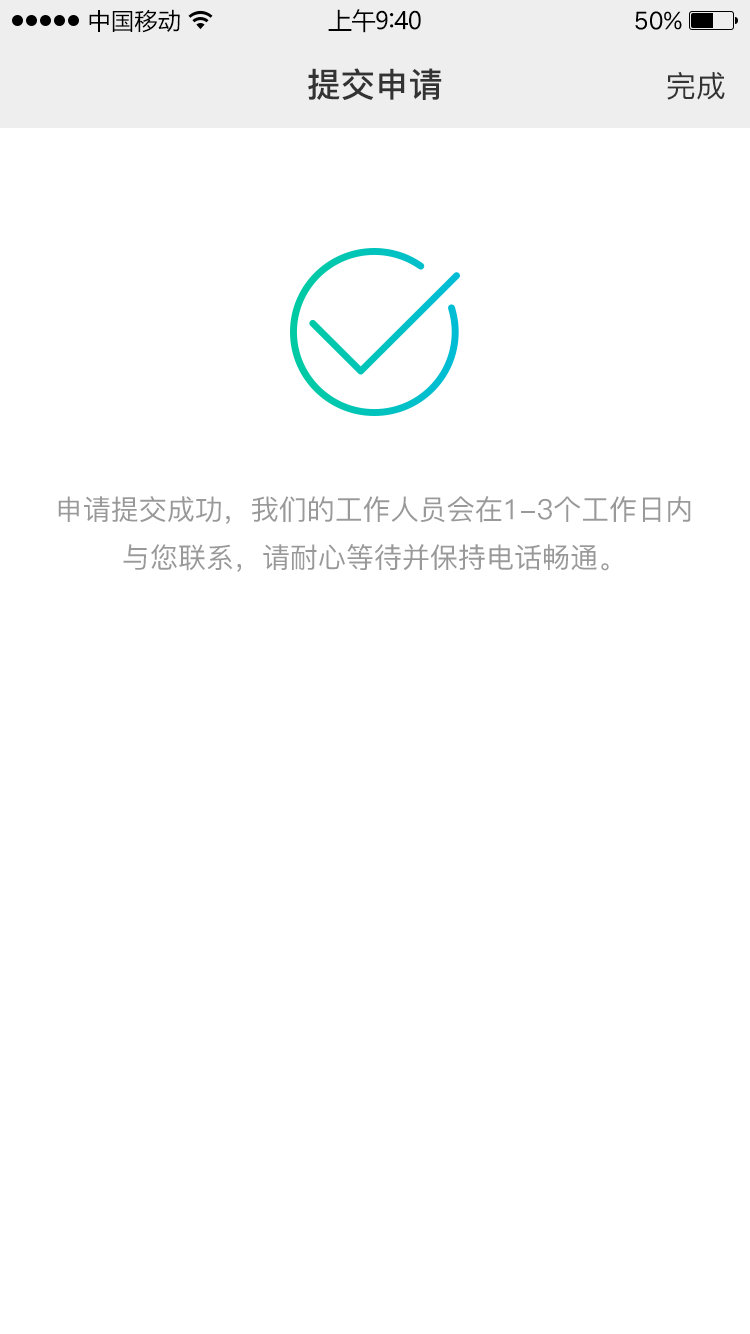 中国移动 上午9:40 50%
提交申请 完成
申请提交成功，我们的工作人员会在1-3个工作日内
与您联系，请耐心等待并保持电话畅通。